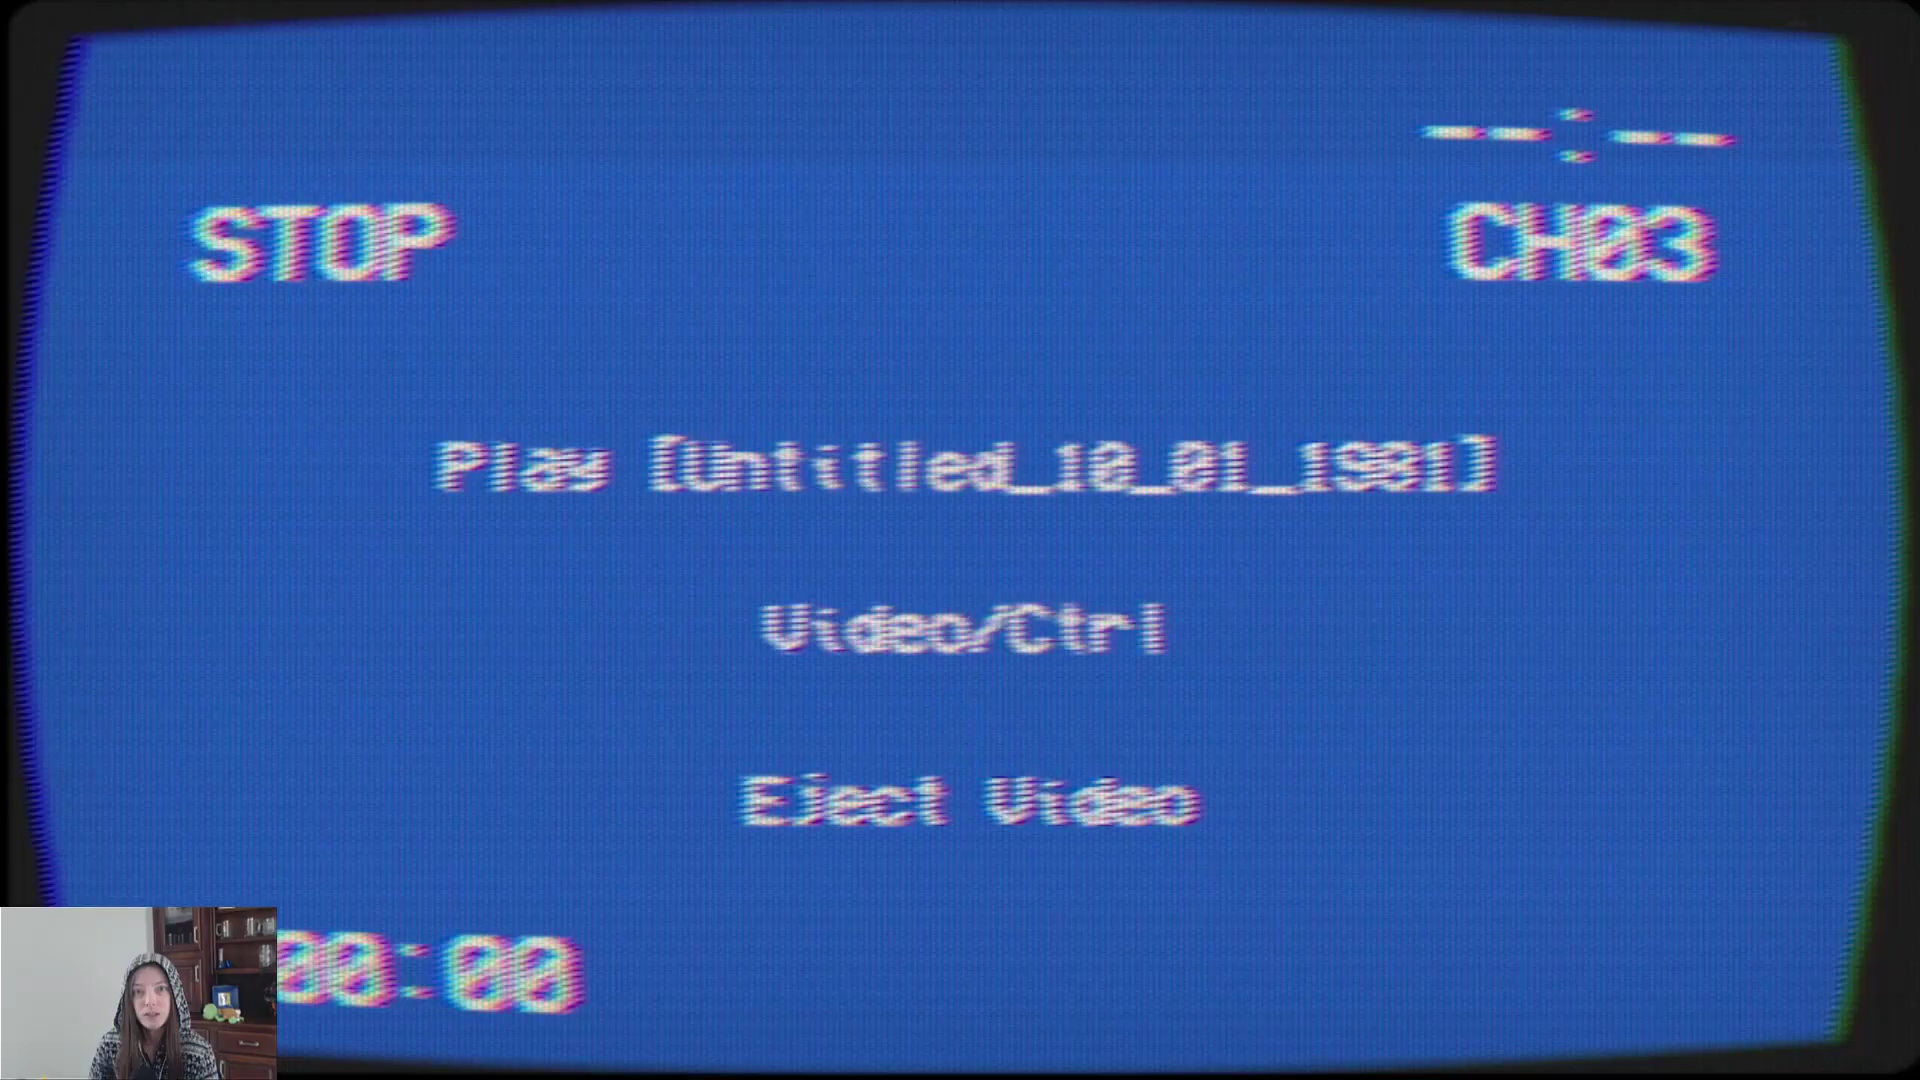 --:--
STOP
CH03
Play [Untitled_10_01_1981]
Video/Ctrl
Eject Video
00:00